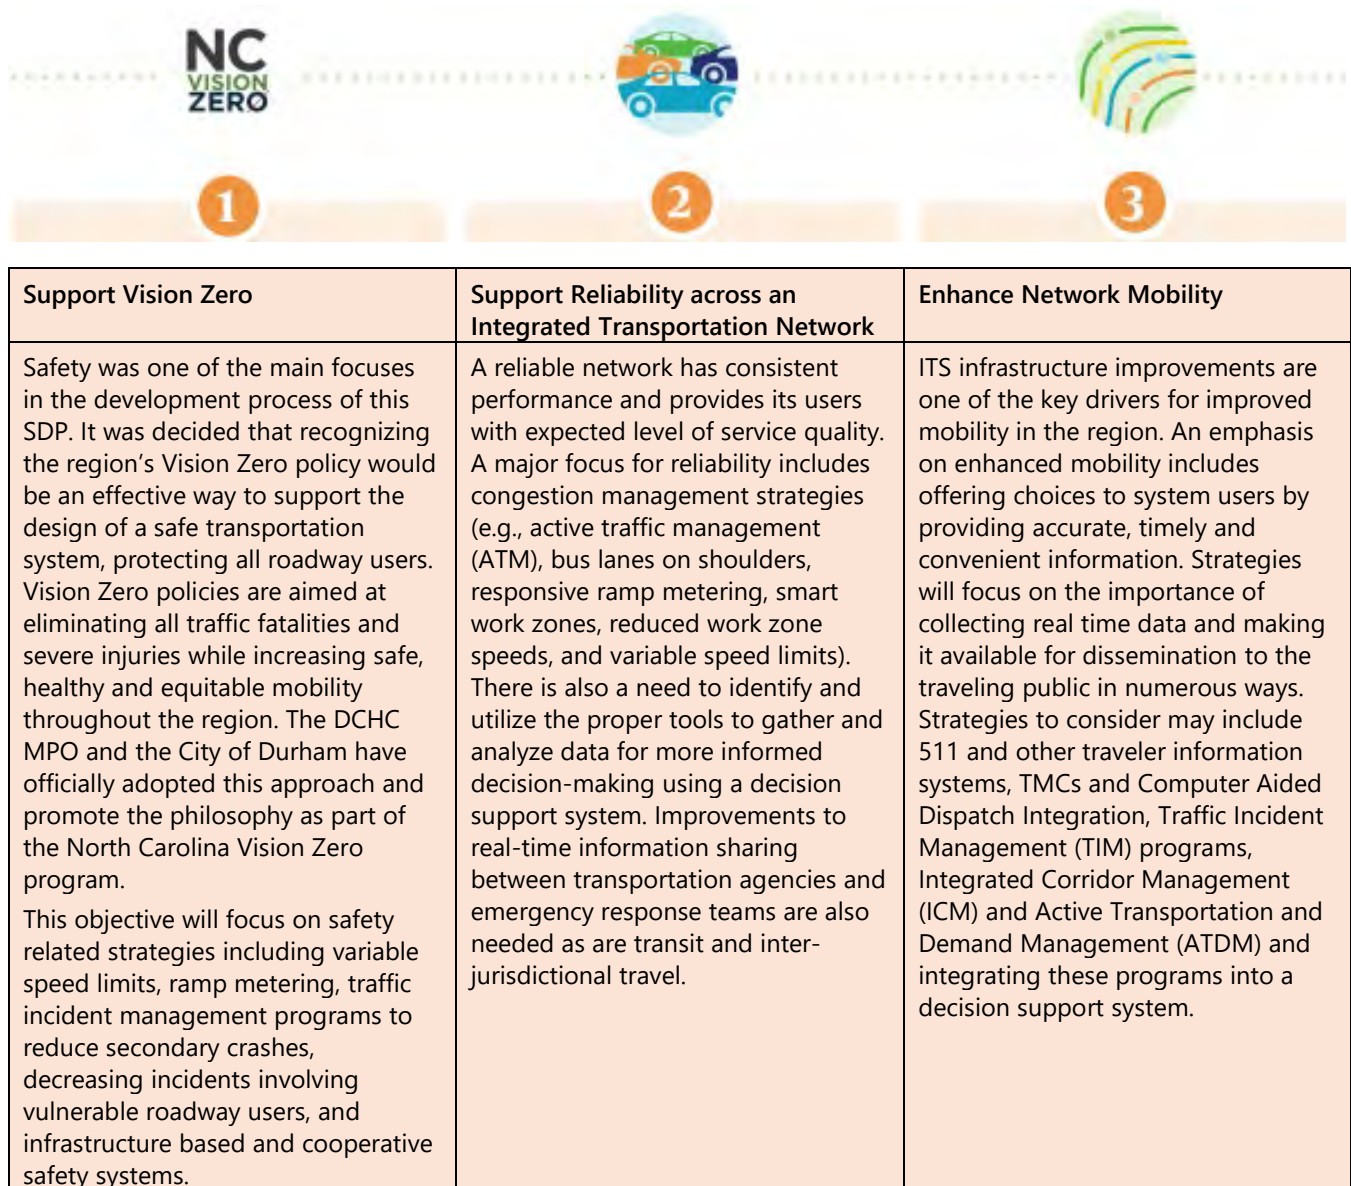 NC
VISION
ZERO
1
2
3
Support Vision Zero
Safety was one of the main focuses
in the development process of this
SDP. It was decided that recognizing
the region's Vision Zero policy would
be an effective way to support the
design of a safe transportation
system, protecting all roadway users.
Vision Zero policies are aimed at
eliminating all traffic fatalities and
severe injuries while increasing safe,
healthy and equitable mobility
throughout the region. The DCHC
MPO and the City of Durham have
officially adopted this approach and
promote the philosophy as part of
the North Carolina Vision Zero
program.
This objective will focus on safety
related strategies including variable
speed limits, ramp metering, traffic
incident management programs to
reduce secondary crashes,
decreasing incidents involving
vulnerable roadway users, and
infrastructure based and cooperative
safety systems.
Support Reliability across an
Integrated Transportation Network
A reliable network has consistent
performance and provides its users
with expected level of service quality.
A major focus for reliability includes
congestion management strategies
(e.g., active traffic management
(ATM), bus lanes on shoulders,
responsive ramp metering, smart
work zones, reduced work zone
speeds, and variable speed limits).
There is also a need to identify and
utilize the proper tools to gather and
analyze data for more informed
decision-making using a decision
support system. Improvements to
real-time information sharing
between transportation agencies and
emergency response teams are also
needed as are transit and inter-
jurisdictional travel.
Enhance Network Mobility
ITS infrastructure improvements are
one of the key drivers for improved
mobility in the region. An emphasis
on enhanced mobility includes
offering choices to system users by
providing accurate, timely and
convenient information. Strategies
will focus on the importance of
collecting real time data and making
it available for dissemination to the
traveling public in numerous ways.
Strategies to consider may include
511 and other traveler information
systems, TMCs and Computer Aided
Dispatch Integration, Traffic Incident
Management (TIM) programs,
Integrated Corridor Management
(ICM) and Active Transportation and
Demand Management (ATDM) and
integrating these programs into a
decision support system.